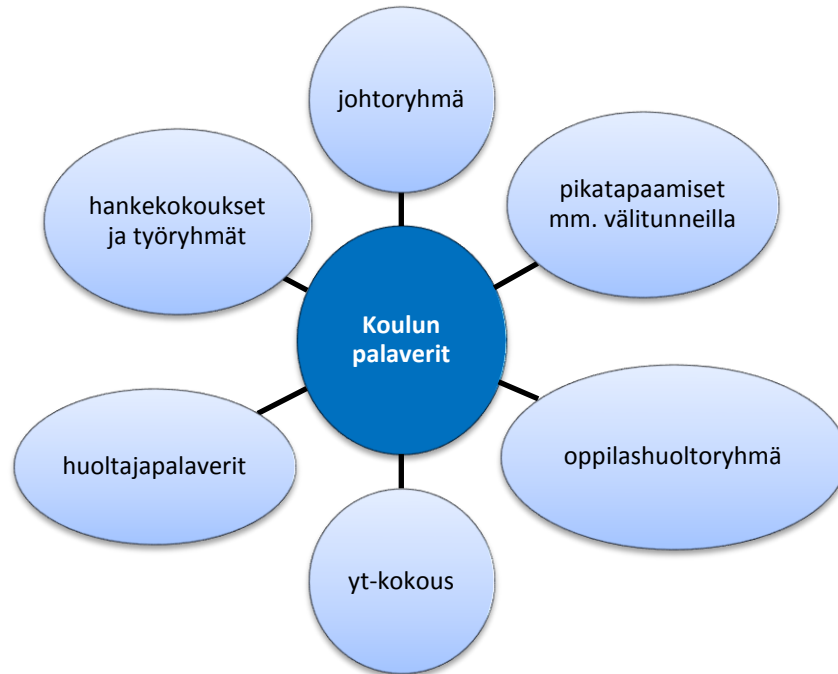 johtoryhmä
pikatapaamiset
mm. välitunneilla
hankekokoukset
ja työryhmät
Koulun
palaverit
huoltajapalaverit
oppilashuoltoryhmä
yt-kokous